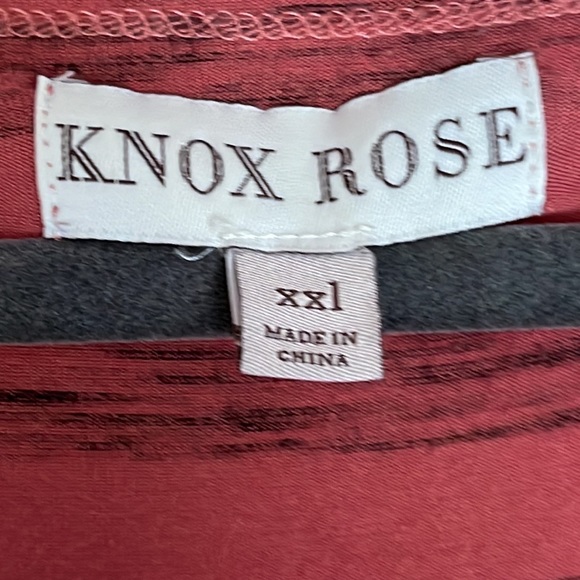 KNOX ROSE
xxl
MADE IN
CHINA